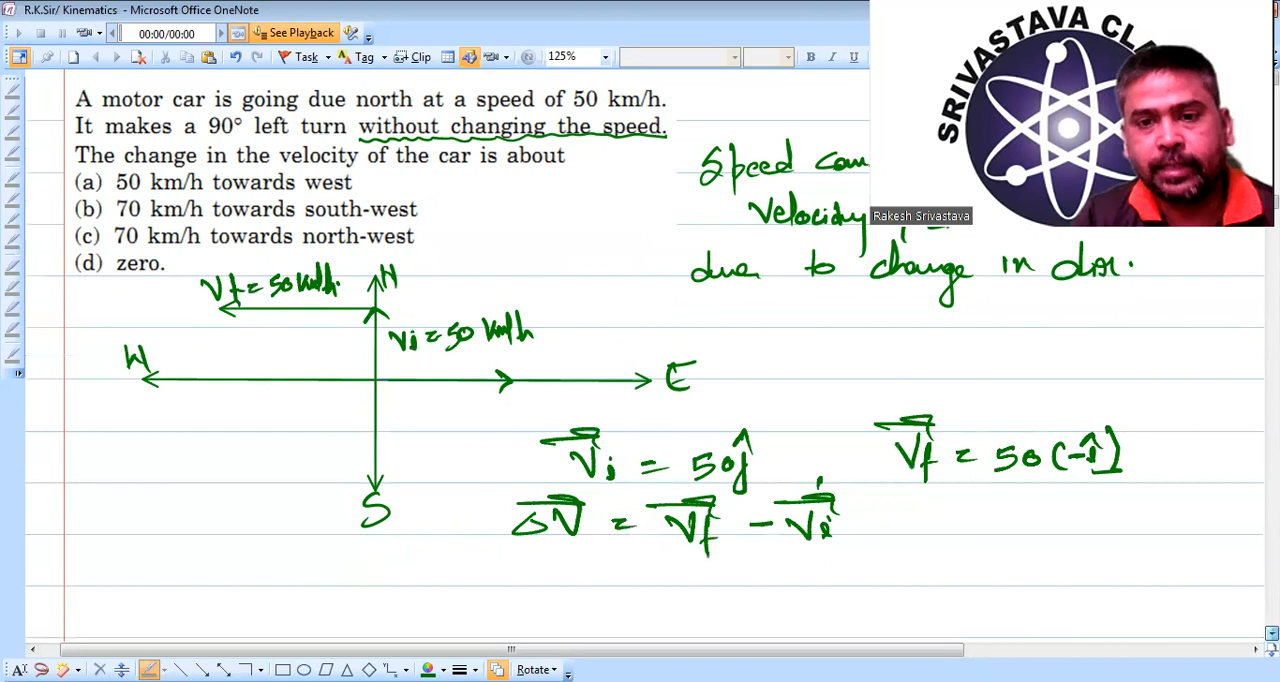 R.K.Sir/ Kinematics - Microsoft OfficeNote
00:00/00:00
See Playback
Task
Tag
Clip
125%
B I U
SRIVASTAVA CL
A motor car is going due north at a speed of 50 km/h.
It makes a 90° left turn without changing the speed.
The change in the velocity of the car is about
(a) 50 km/h towards west
(b) 70 km/h towards south-west
(c) 70 km/h towards north-west
(d) zero.
Speed
Velocity
Rakesh Srivastava
due to change in dir.
Vf = 50 km/h.
N
Vi = 50 km/h
W
E
S
Vi = 50ĵ
Vf = 50(-î)
ΔV = Vf - Vi
Rotate